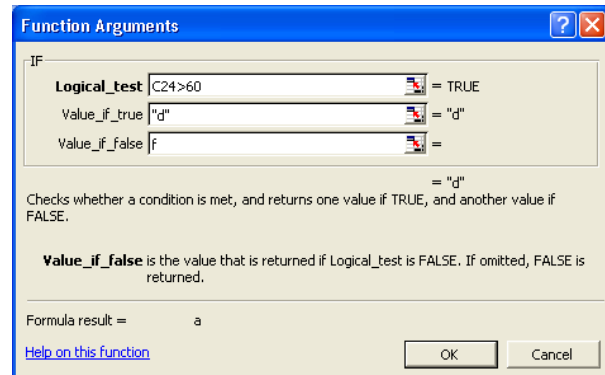 Function Arguments
IF
Logical_test C24>60 = TRUE
Value_if_true "d" = "d"
Value_if_false f =
= "d"
Checks whether a condition is met, and returns one value if TRUE, and another value if
FALSE.
Value_if_false is the value that is returned if Logical_test is FALSE. If omitted, FALSE is
returned.
Formula result = a
Help on this function
OK Cancel